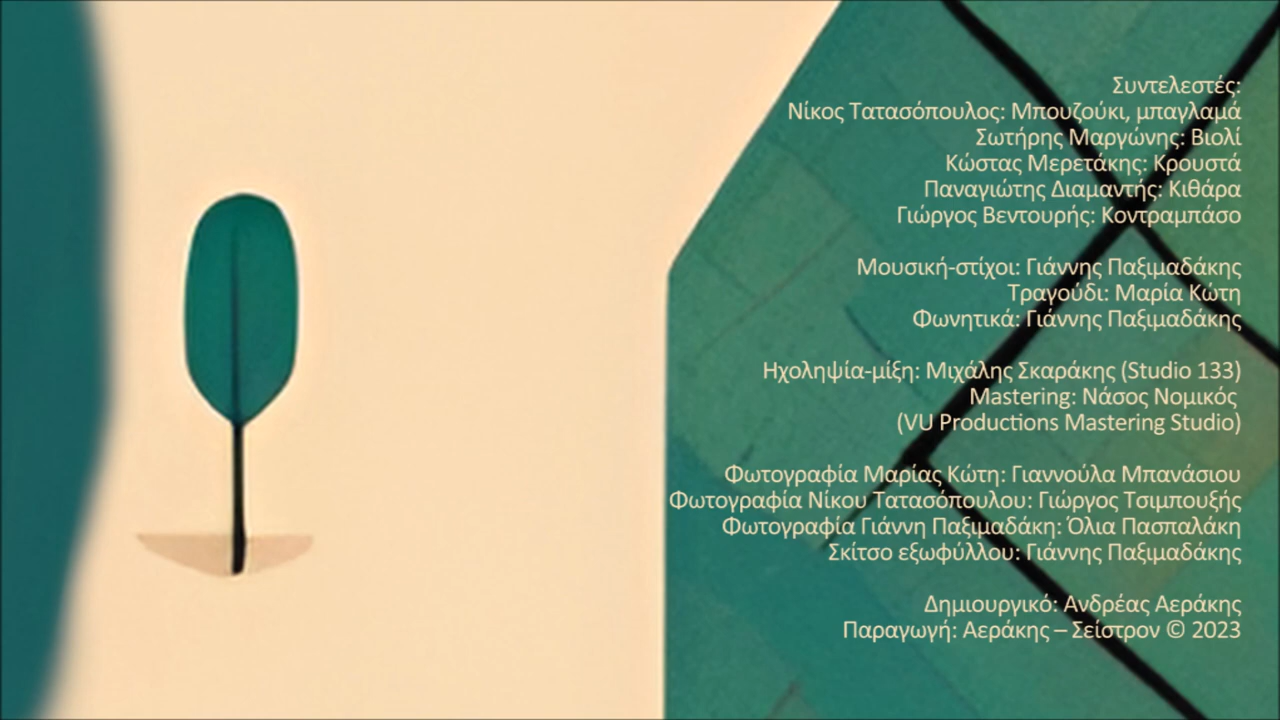 Συντελεστές:
Νίκος Τατασόπουλος: Μπουζούκι, μπαγλαμά
Σωτήρης Μαργώνης: Βιολί
Κώστας Μερετάκης: Κρουστά
Παναγιώτης Διαμαντής: Κιθάρα
Γιώργος Βεντουρής: Κοντραμπάσο
Μουσική-στίχοι: Γιάννης Παξιμαδάκης
Τραγούδι: Μαρία Κώτη
Φωνητικά: Γιάννης Παξιμαδάκης
Ηχοληψία-μίξη: Μιχάλης Σκαράκης (Studio 133)
Mastering: Νάσος Νομικός
(VU Productions Mastering Studio)
Φωτογραφία Μαρίας Κώτη: Γιαννούλα Μπανάσιου
Φωτογραφία Νίκου Τατασόπουλου: Γιώργος Τσιμπουξής
Φωτογραφία Γιάννη Παξιμαδάκη: Όλια Πασπαλάκη
Σκίτσο εξωφύλλου: Γιάννης Παξιμαδάκης
Δημιουργικό: Ανδρέας Αεράκης
Παραγωγή: Αεράκης – Σείστρον © 2023